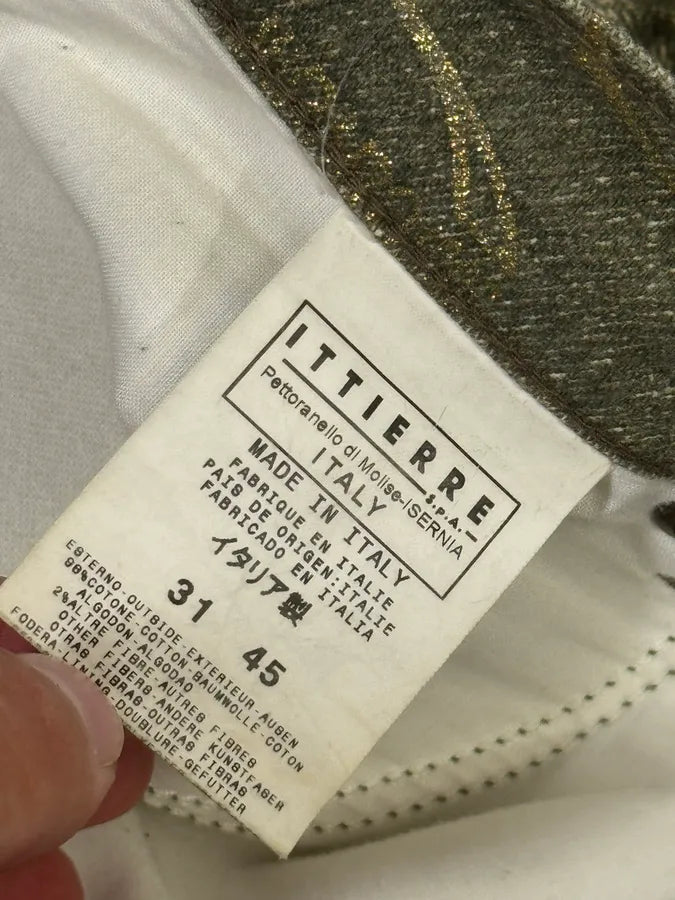 ITTIERRE
S.P.A.
Pettoranello di Molise-ISERNIA
ITALY
MADE IN ITALY
FABRIQUE EN ITALIE
PAIS DE ORIGEN:ITALIE
FABRICADO EN ITALIA
イタリア製
31 45
ESTERNO-OUTSIDE-EXTERIEUR-AUSEN
98%COTONE-COTTON-BAUMWOLLE-COTON
ALGODON-ALGODAO
2%ALTRE FIBRE-AUTRES FIBRES
OTHER FIBERS-ANDERE KUNSTFASER
OTRAS FIBRAS-OUTRAS FIBRAS
FODERA-LINING-DOUBLURE-GEFUTTER